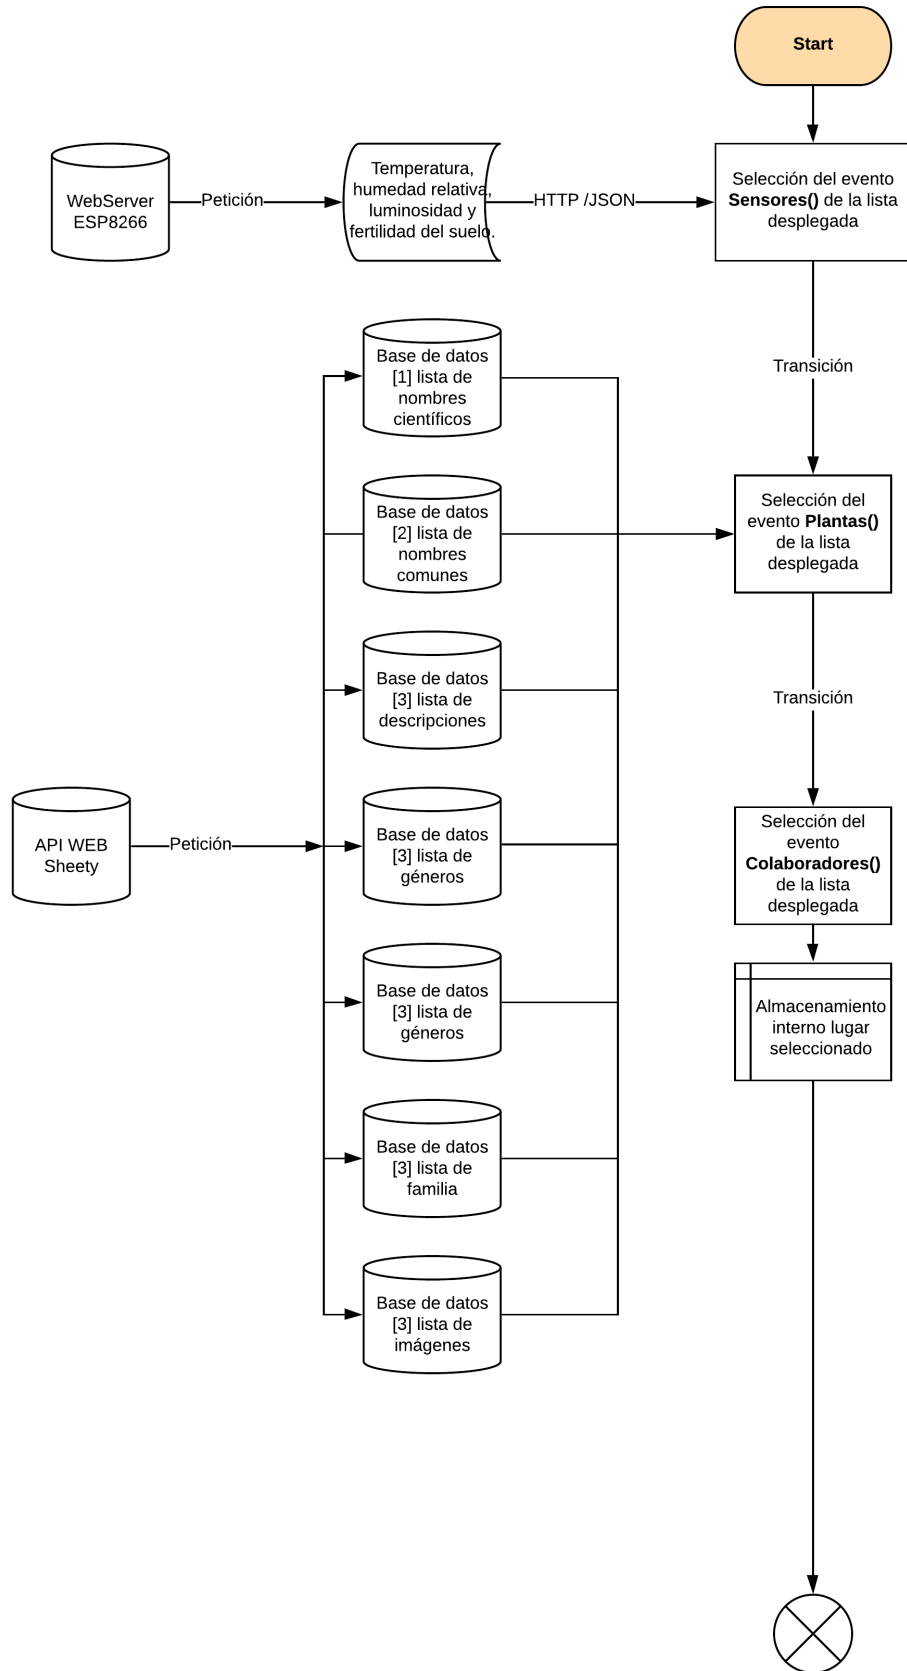 Start
WebServer
ESP8266
Petición
Temperatura,
humedad relativa,
luminosidad y
fertilidad del suelo.
HTTP /JSON
Selección del evento
Sensores() de la lista
desplegada
Transición
Base de datos
[1] lista de
nombres
científicos
Base de datos
[2] lista de
nombres
comunes
Selección del
evento Plantas()
de la lista
desplegada
Base de datos
[3] lista de
descripciones
Transición
API WEB
Sheety
Petición
Base de datos
[3] lista de
géneros
Selección del
evento
Colaboradores()
de la lista
desplegada
Base de datos
[3] lista de
géneros
Almacenamiento
interno lugar
seleccionado
Base de datos
[3] lista de
familia
Base de datos
[3] lista de
imágenes